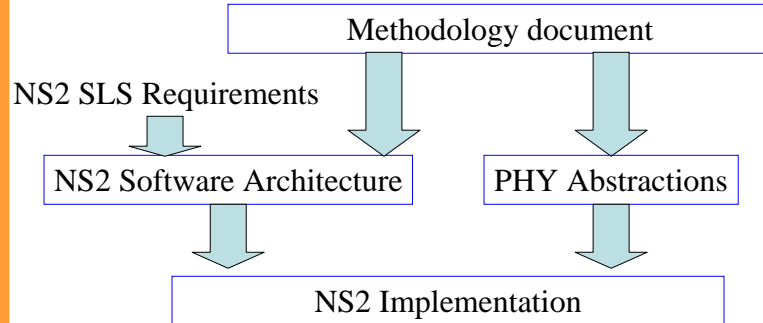 Methodology document
NS2 SLS Requirements
NS2 Software Architecture
PHY Abstractions
NS2 Implementation